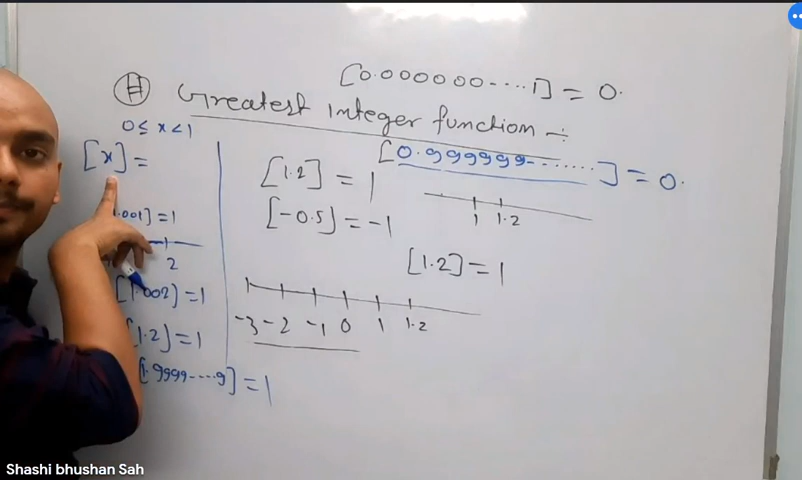 [0.000000....1] = 0.
(H) Greatest Integer function -:
0 ≤ x < 1
[x] =
[0.999999-......] = 0.
[1.2] = 1
1 1.2
.001] = 1
[-0.5] = -1
2
[1.2] = 1
[1.002] = 1
-3 -2 -1 0 1 1.2
[1.2] = 1
[1.9999....9] = 1
Shashi bhushan Sah